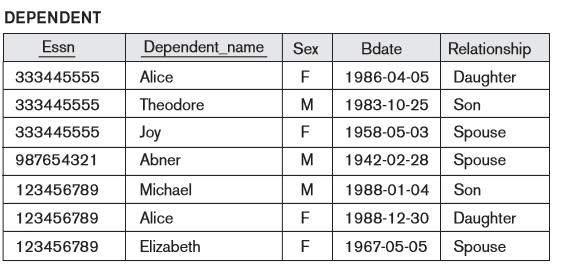 DEPENDENT
Essn Dependent_name Sex Bdate Relationship
333445555 Alice F 1986-04-05 Daughter
333445555 Theodore M 1983-10-25 Son
333445555 Joy F 1958-05-03 Spouse
987654321 Abner M 1942-02-28 Spouse
123456789 Michael M 1988-01-04 Son
123456789 Alice F 1988-12-30 Daughter
123456789 Elizabeth F 1967-05-05 Spouse